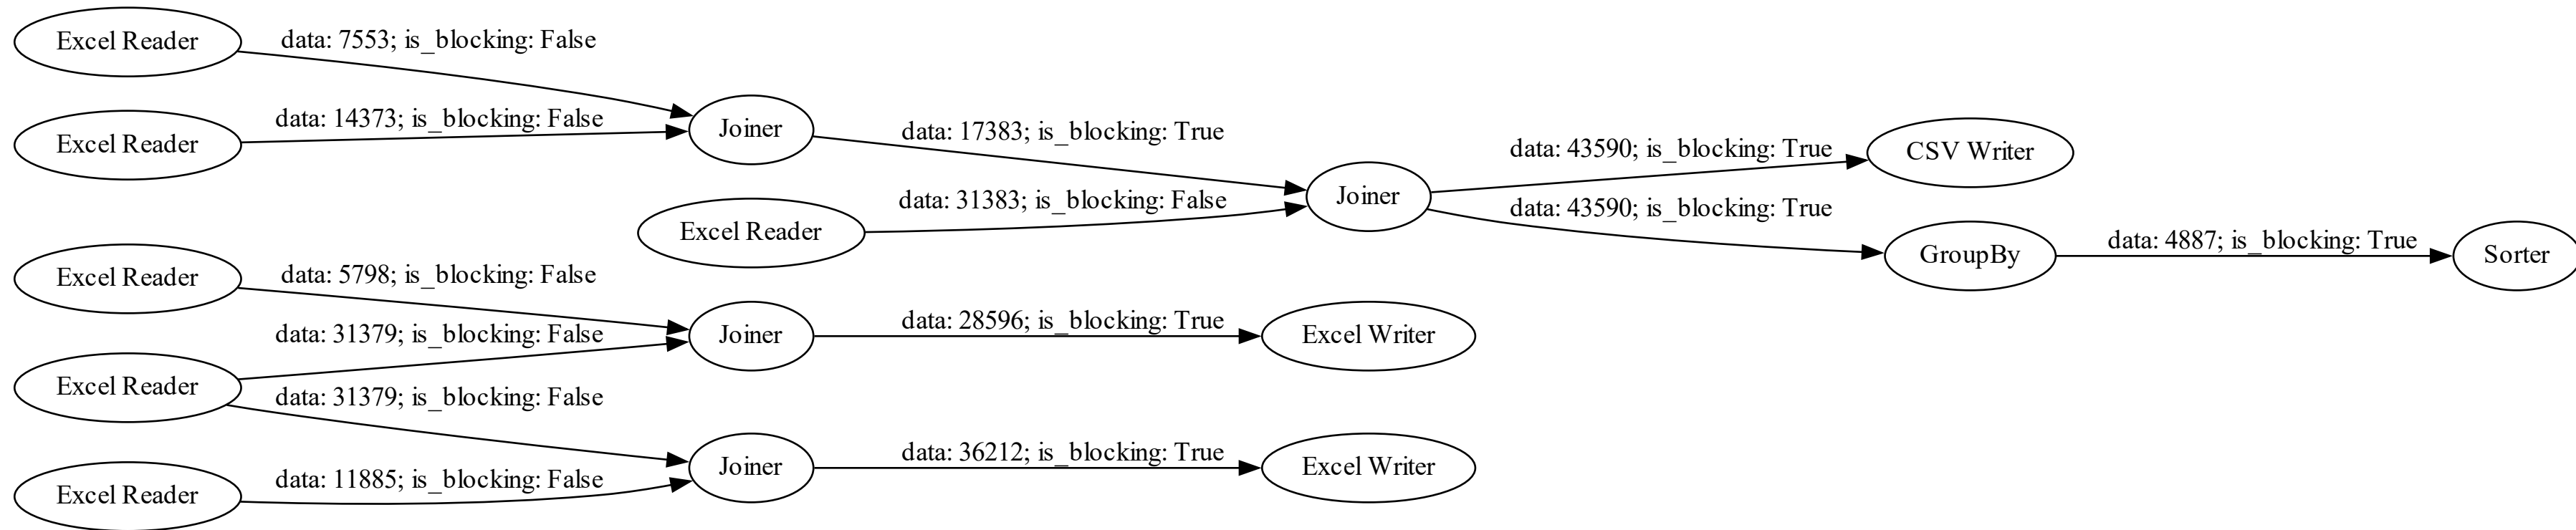 Excel Reader
data: 7553; is_blocking: False
Excel Reader
data: 14373; is_blocking: False
Joiner
data: 17383; is_blocking: True
Excel Reader
data: 31383; is_blocking: False
Joiner
data: 43590; is_blocking: True
CSV Writer
data: 43590; is_blocking: True
GroupBy
data: 4887; is_blocking: True
Sorter
Excel Reader
data: 5798; is_blocking: False
Excel Reader
data: 31379; is_blocking: False
Joiner
data: 28596; is_blocking: True
Excel Writer
data: 31379; is_blocking: False
Excel Reader
data: 11885; is_blocking: False
Joiner
data: 36212; is_blocking: True
Excel Writer